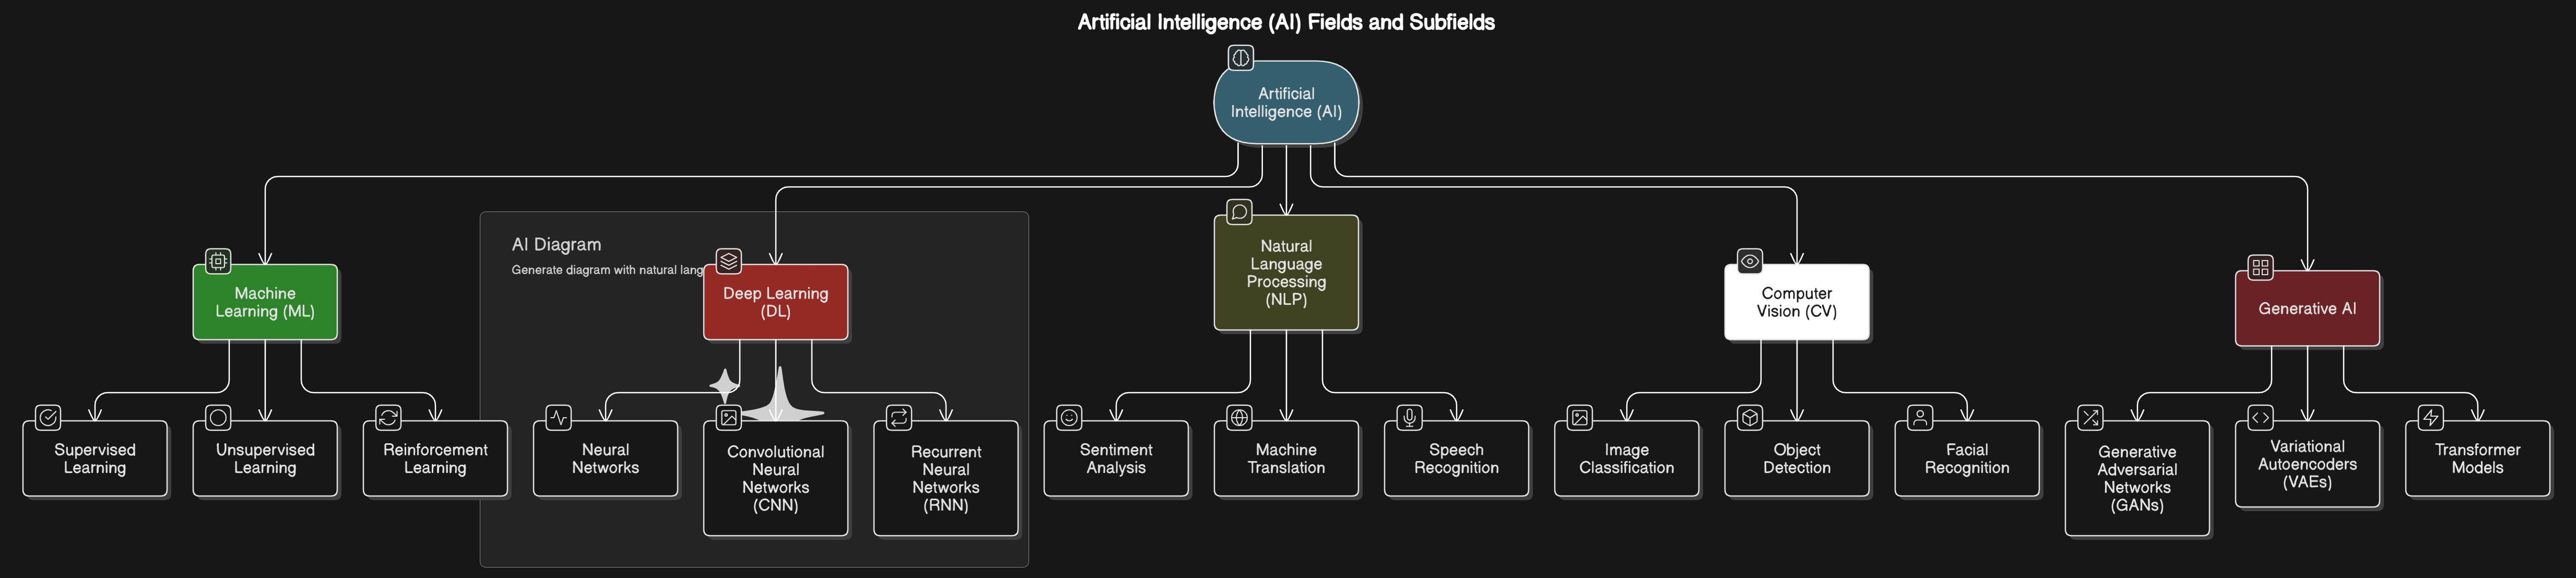 Artificial Intelligence (AI) Fields and Subfields
Artificial
Intelligence (AI)
AI Diagram
Generate diagram with natural lang
Machine
Learning (ML)
Deep Learning
(DL)
Natural
Language
Processing
(NLP)
Computer
Vision (CV)
Generative AI
Supervised
Learning
Unsupervised
Learning
Reinforcement
Learning
Neural
Networks
Convolutional
Neural
Networks
(CNN)
Recurrent
Neural
Networks
(RNN)
Sentiment
Analysis
Machine
Translation
Speech
Recognition
Image
Classification
Object
Detection
Facial
Recognition
Generative
Adversarial
Networks
(GANs)
Variational
Autoencoders
(VAEs)
Transformer
Models